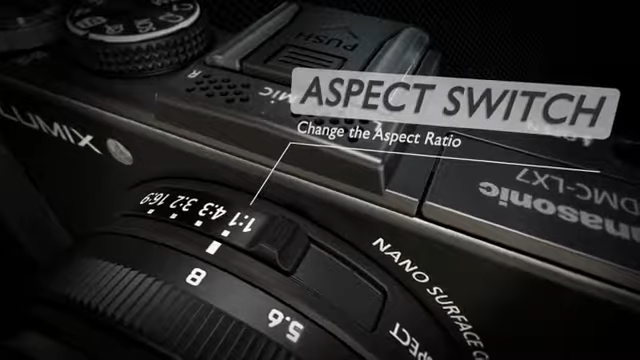 PUSH
ASPECT SWITCH
Change the Aspect Ratio
R
MIC
LUMIX
DMC-LX7
Panasonic
1:1 4:3 3:2 16:9
NANO SURFACE
8
5.6